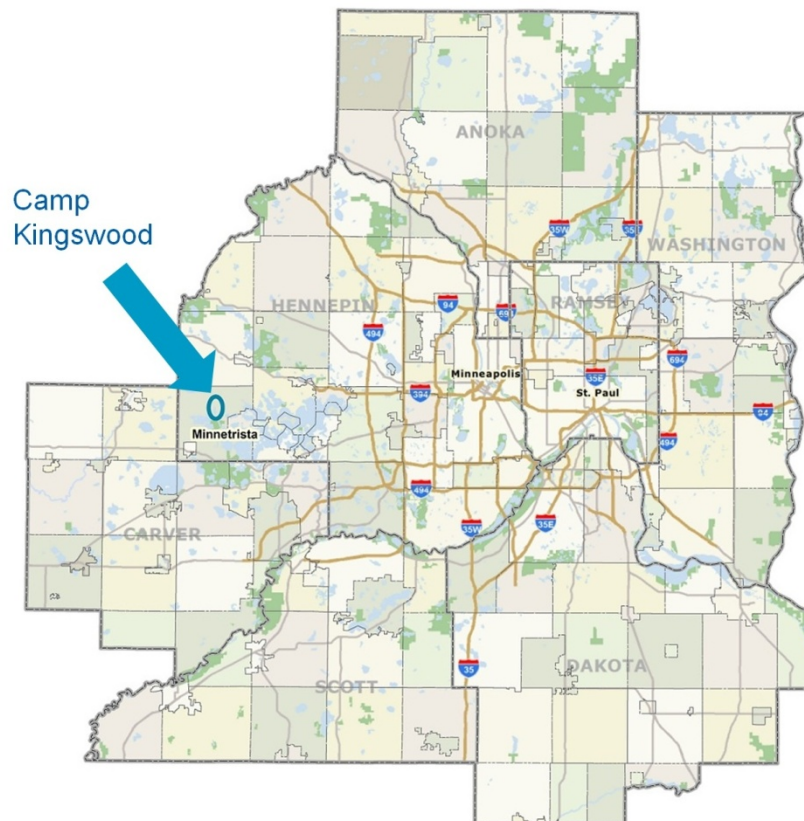 ANOKA
Camp
Kingswood
35W
35E
WASHINGTON
HENNEPIN
94
RAMSEY
694
494
694
Minneapolis
35E
394
St. Paul
94
Minnetrista
494
494
35W
35E
CARVER
35
DAKOTA
SCOTT